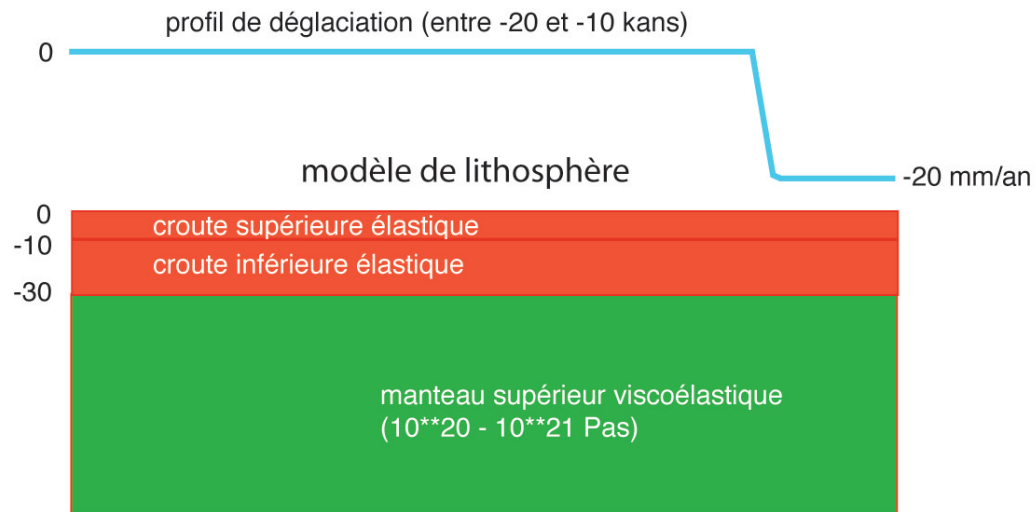 profil de déglaciation (entre -20 et -10 kans)
0
modèle de lithosphère
-20 mm/an
0
croute supérieure élastique
-10
croute inférieure élastique
-30
manteau supérieur viscoélastique
(10**20 - 10**21 Pas)